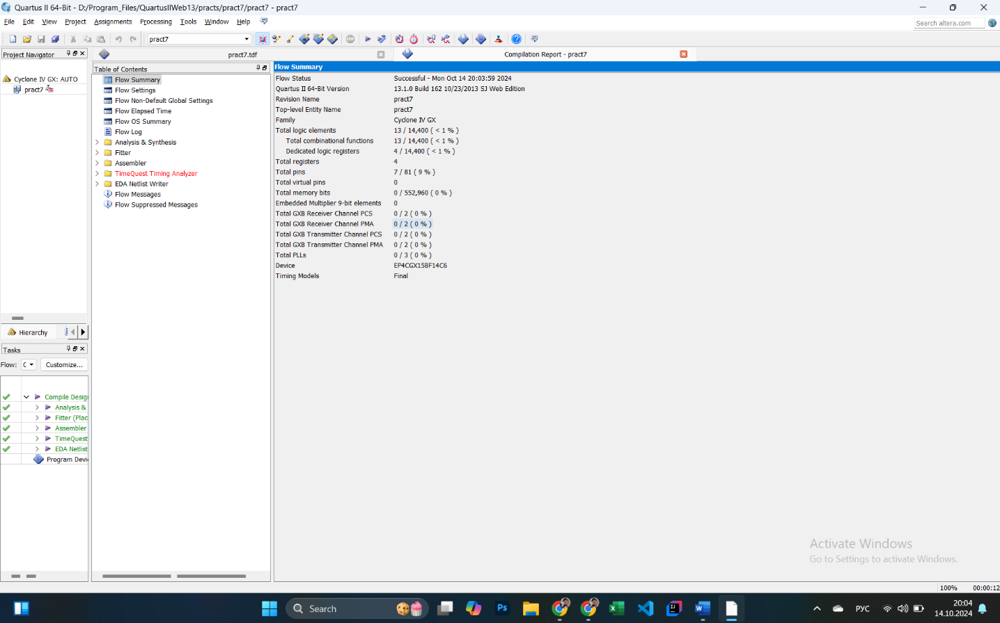 Quartus II 64-Bit - D:/Program_Files/QuartusIIWeb13/practs/pract7/pract7 - pract7
File Edit View Project Assignments Processing Tools Window Help
Search altera.com
pract7
Project Navigator
pract7.tdf
Compilation Report - pract7
Cyclone IV GX: AUTO
pract7
Hierarchy
Tasks
Flow: C Customize...
Compile Desig
Analysis &
Fitter (Plac
Assembler
TimeQuest
EDA Netlist
Program Devi
Table of Contents
Flow Summary
Flow Settings
Flow Non-Default Global Settings
Flow Elapsed Time
Flow OS Summary
Flow Log
Analysis & Synthesis
Fitter
Assembler
TimeQuest Timing Analyzer
EDA Netlist Writer
Flow Messages
Flow Suppressed Messages
Flow Summary
Flow Status Successful - Mon Oct 14 20:03:59 2024
Quartus II 64-Bit Version 13.1.0 Build 162 10/23/2013 SJ Web Edition
Revision Name pract7
Top-level Entity Name pract7
Family Cyclone IV GX
Total logic elements 13 / 14,400 ( < 1 % )
Total combinational functions 13 / 14,400 ( < 1 % )
Dedicated logic registers 4 / 14,400 ( < 1 % )
Total registers 4
Total pins 7 / 81 ( 9 % )
Total virtual pins 0
Total memory bits 0 / 552,960 ( 0 % )
Embedded Multiplier 9-bit elements 0
Total GXB Receiver Channel PCS 0 / 2 ( 0 % )
Total GXB Receiver Channel PMA 0 / 2 ( 0 % )
Total GXB Transmitter Channel PCS 0 / 2 ( 0 % )
Total GXB Transmitter Channel PMA 0 / 2 ( 0 % )
Total PLLs 0 / 3 ( 0 % )
Device EP4CGX15BF14C6
Timing Models Final
Activate Windows
Go to Settings to activate Windows.
100% 00:00:12
Search
Ps
РУС
20:04
14.10.2024